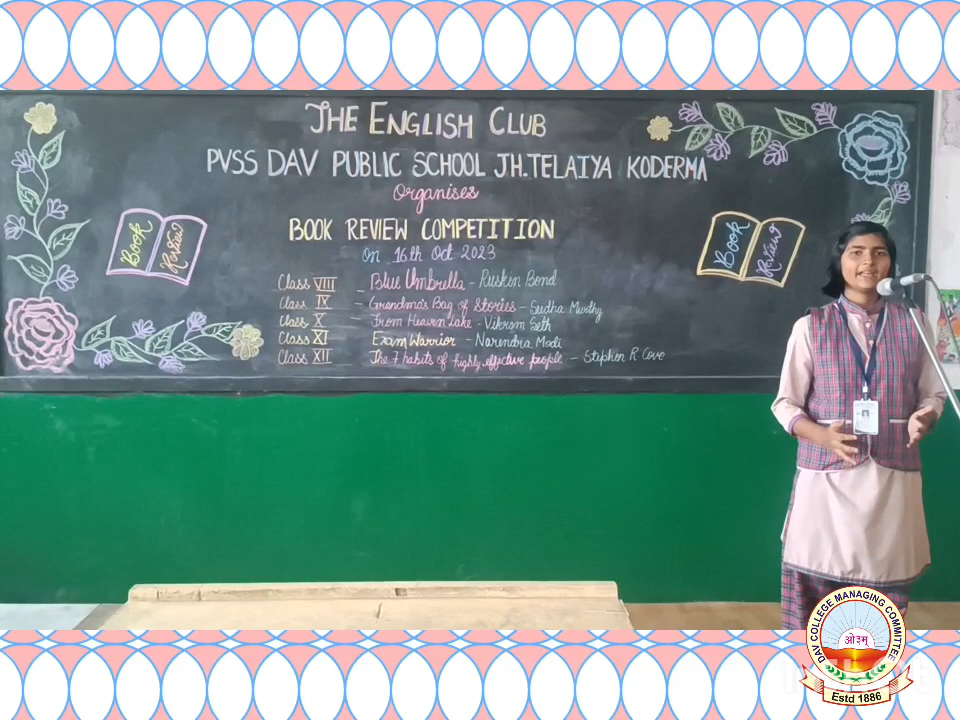 THE ENGLISH CLUB
PVSS DAV PUBLIC SCHOOL JH.TELAIYA KODERMA
Organises
BOOK REVIEW COMPETITION
On 16th Oct 2023
Book Review
Book Review
Class VIII - Blue Umbrella - Ruskin Bond
Class IX - Grandma's Bag of Stories - Sudha Murthy
Class X - From Heaven Lake - Vikram Seth
Class XI - Exam Warrior - Narendra Modi
Class XII The 7 habits of highly effective people - Stephen R Cove
DAV COLLEGE MANAGING COMMITTEE
ओ३म्
Estd 1886